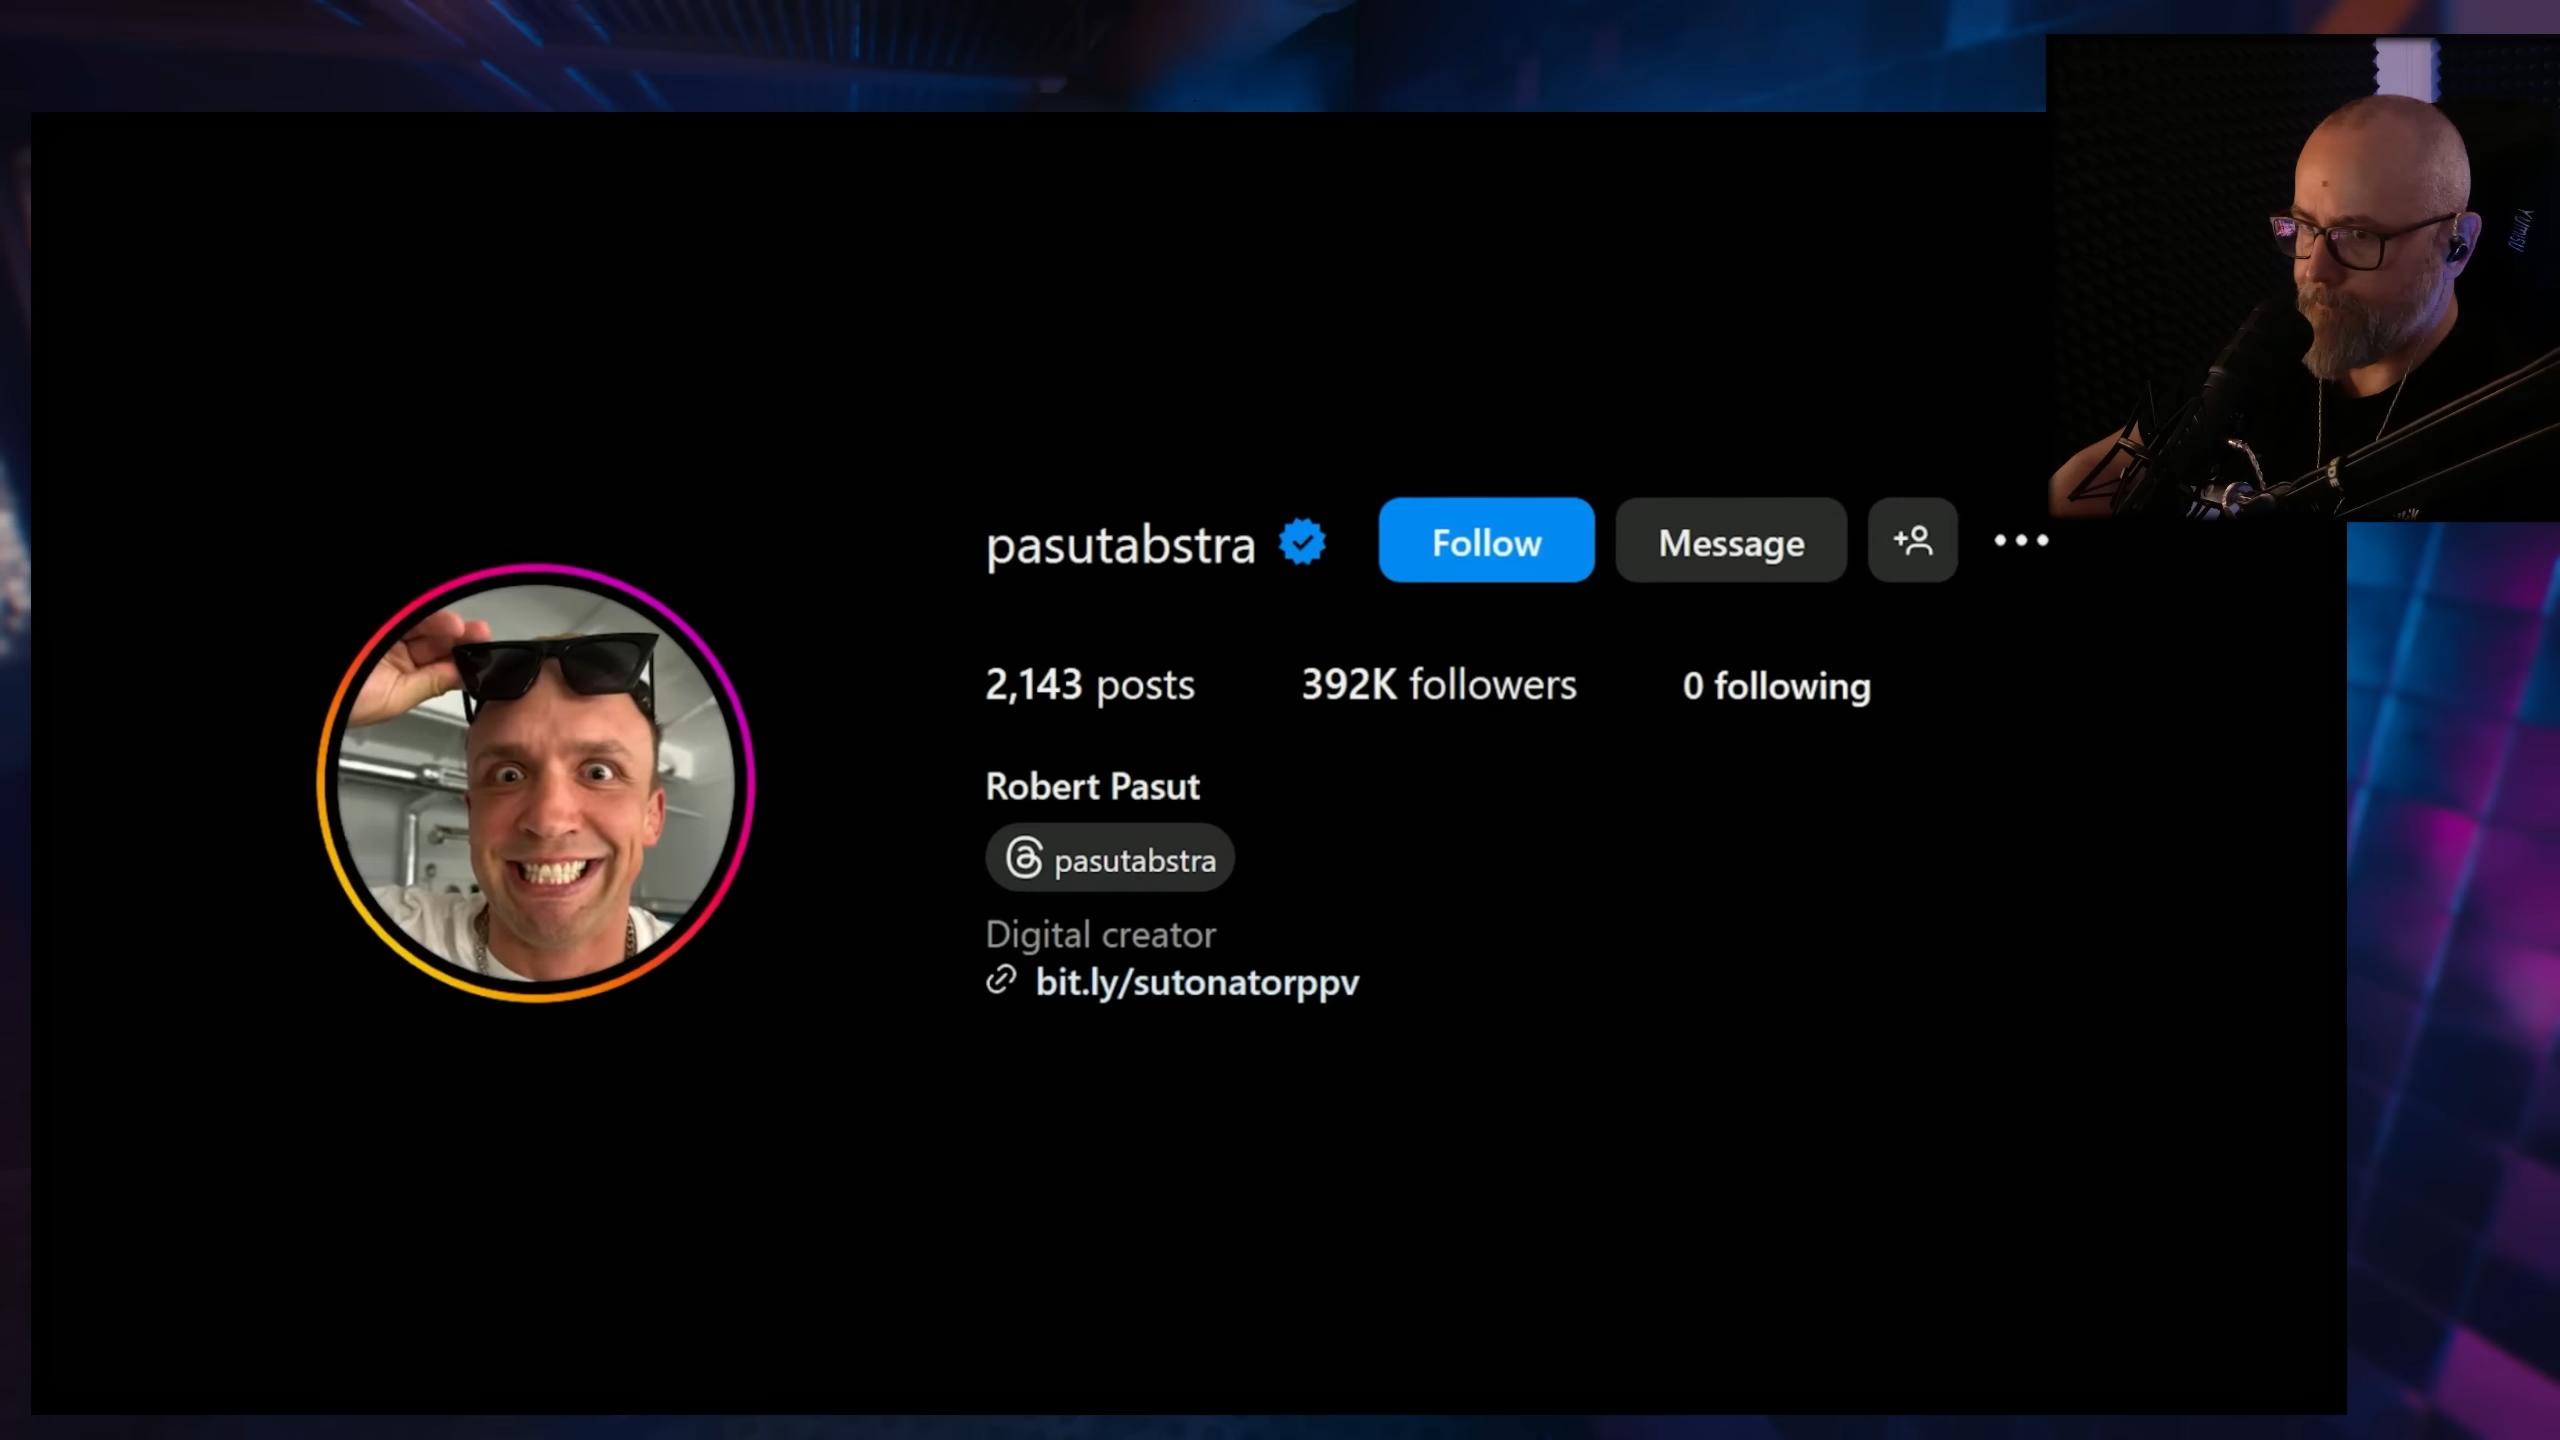 pasutabstra Follow Message
2,143 posts 392K followers 0 following
Robert Pasut
pasutabstra
Digital creator
bit.ly/sutonatorppv